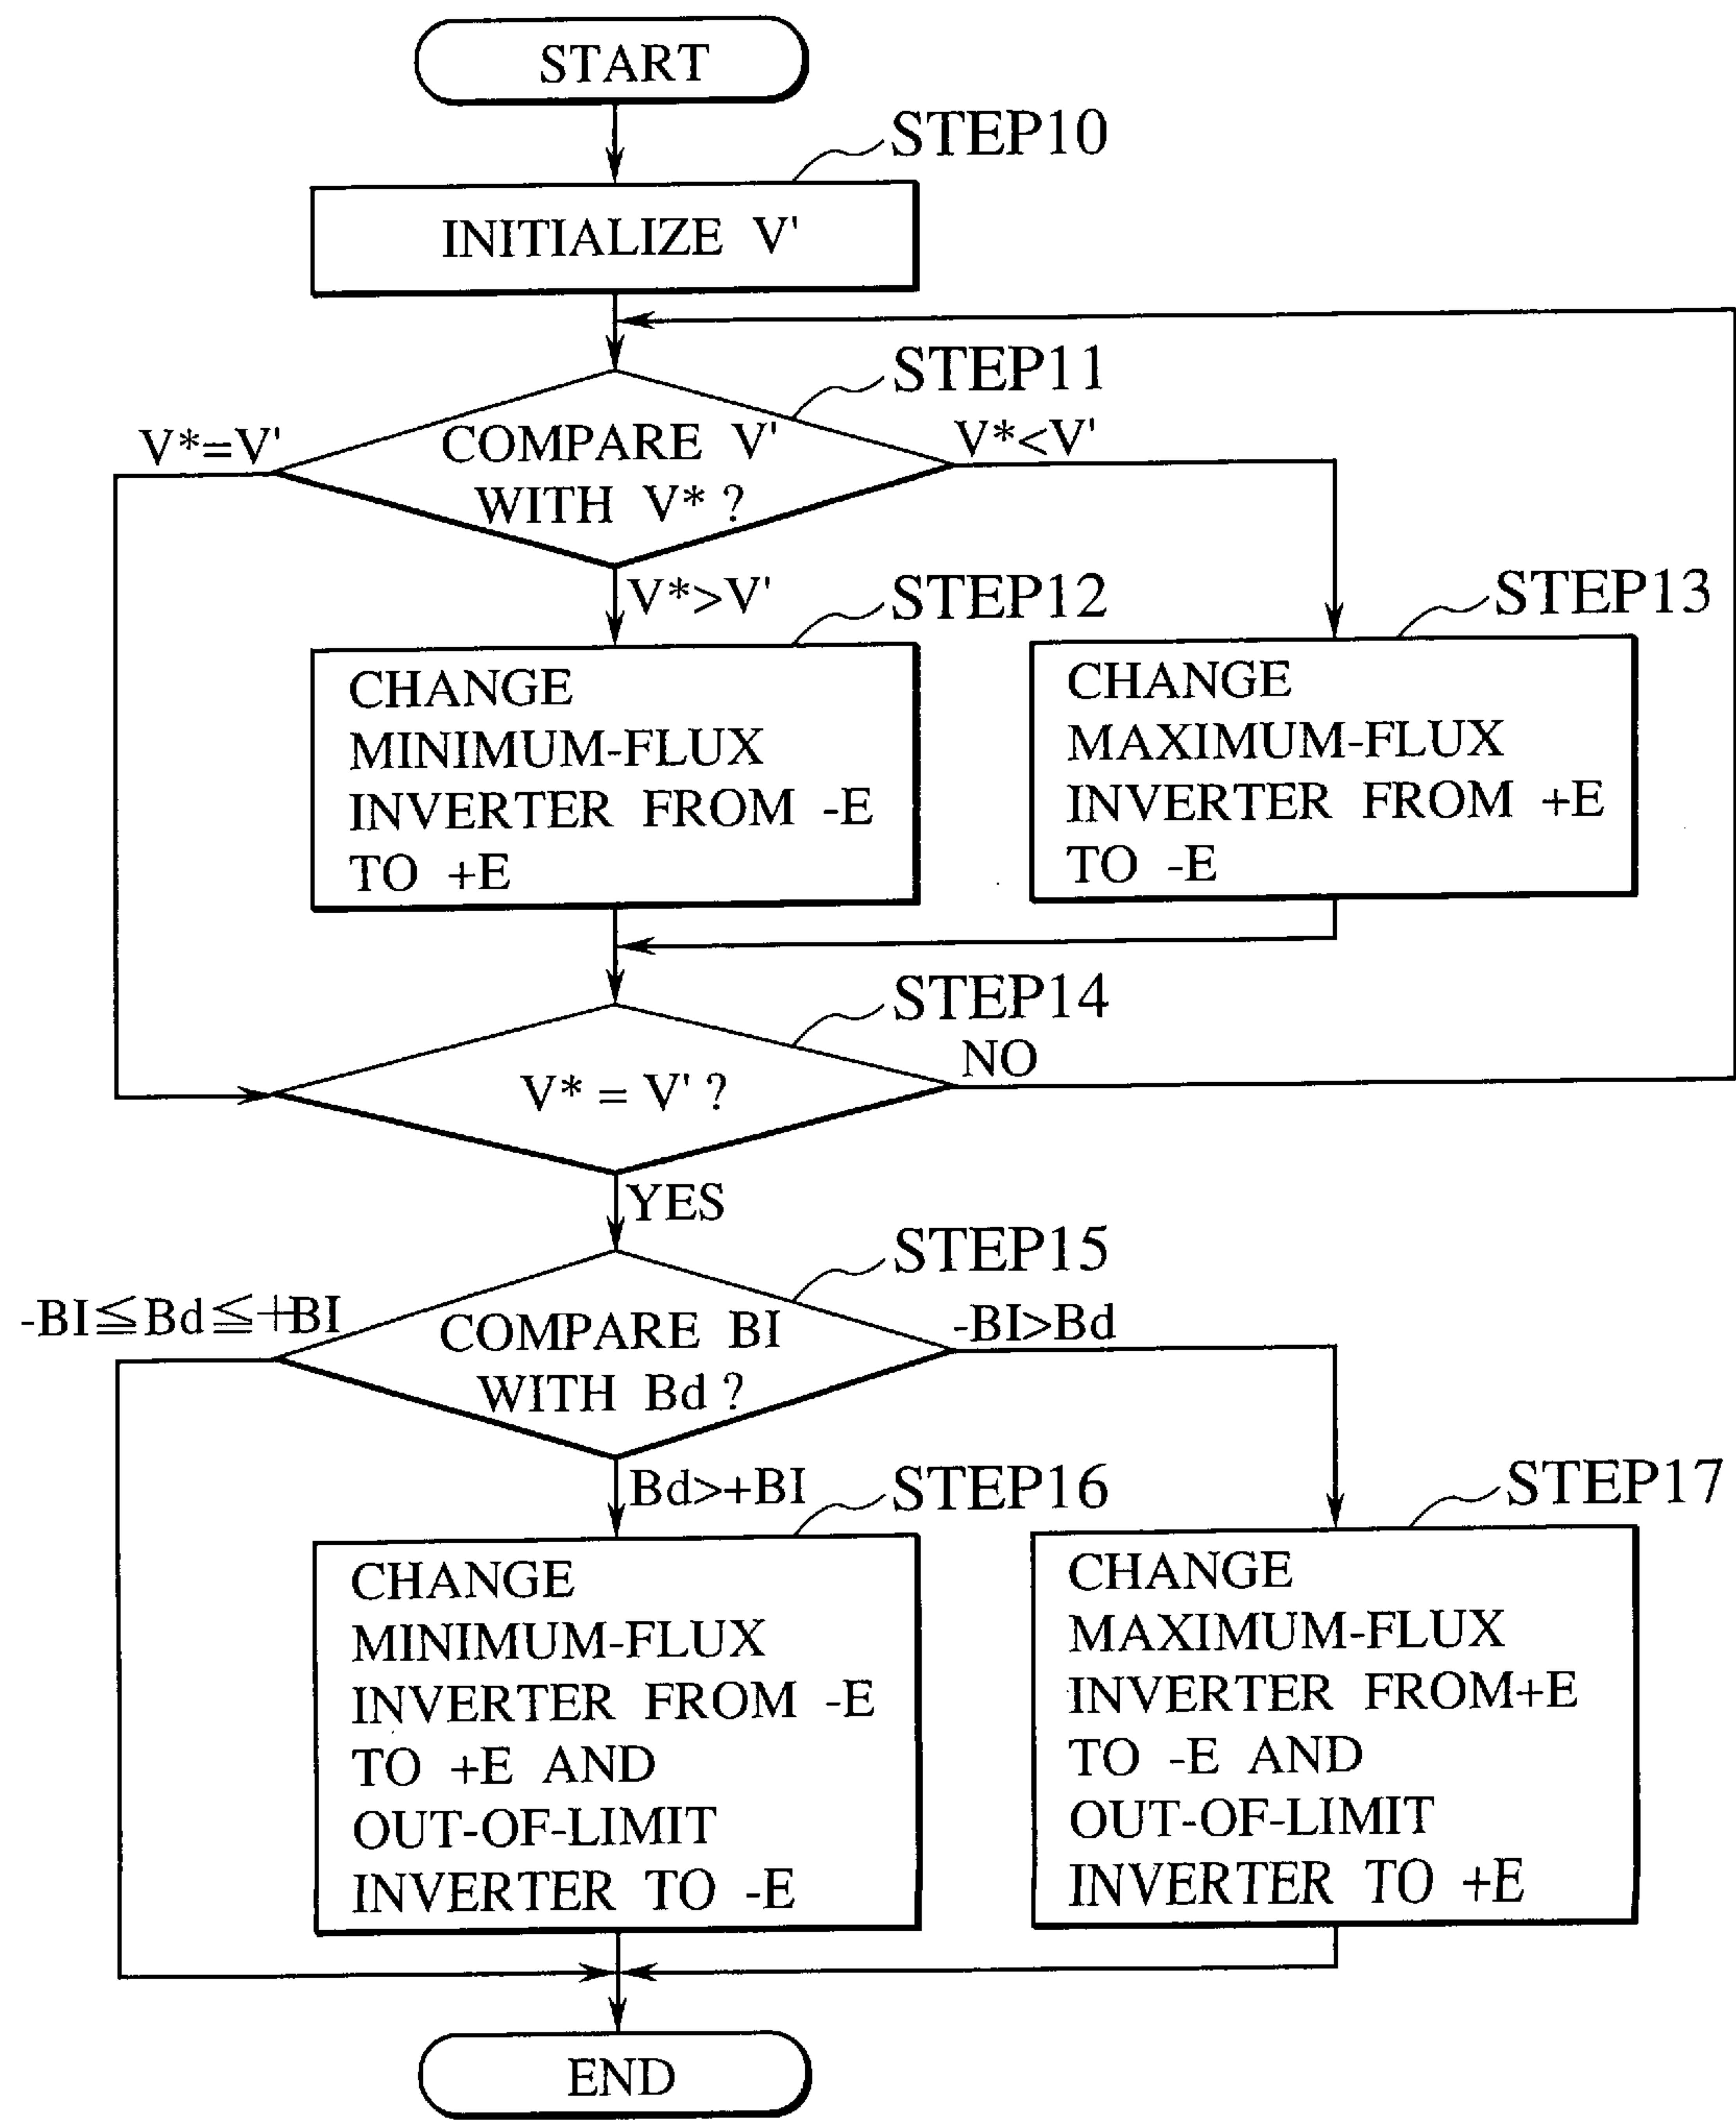 START
STEP10
INITIALIZE V'
STEP11
V*=V'
COMPARE V'
WITH V* ?
V*<V'
V*>V'
STEP12
STEP13
CHANGE
MINIMUM-FLUX
INVERTER FROM -E
TO +E
CHANGE
MAXIMUM-FLUX
INVERTER FROM +E
TO -E
STEP14
NO
V* = V' ?
YES
STEP15
-BI≦Bd≦+BI
COMPARE BI
WITH Bd ?
-BI>Bd
Bd>+BI
STEP16
STEP17
CHANGE
MINIMUM-FLUX
INVERTER FROM -E
TO +E AND
OUT-OF-LIMIT
INVERTER TO -E
CHANGE
MAXIMUM-FLUX
INVERTER FROM+E
TO -E AND
OUT-OF-LIMIT
INVERTER TO +E
END